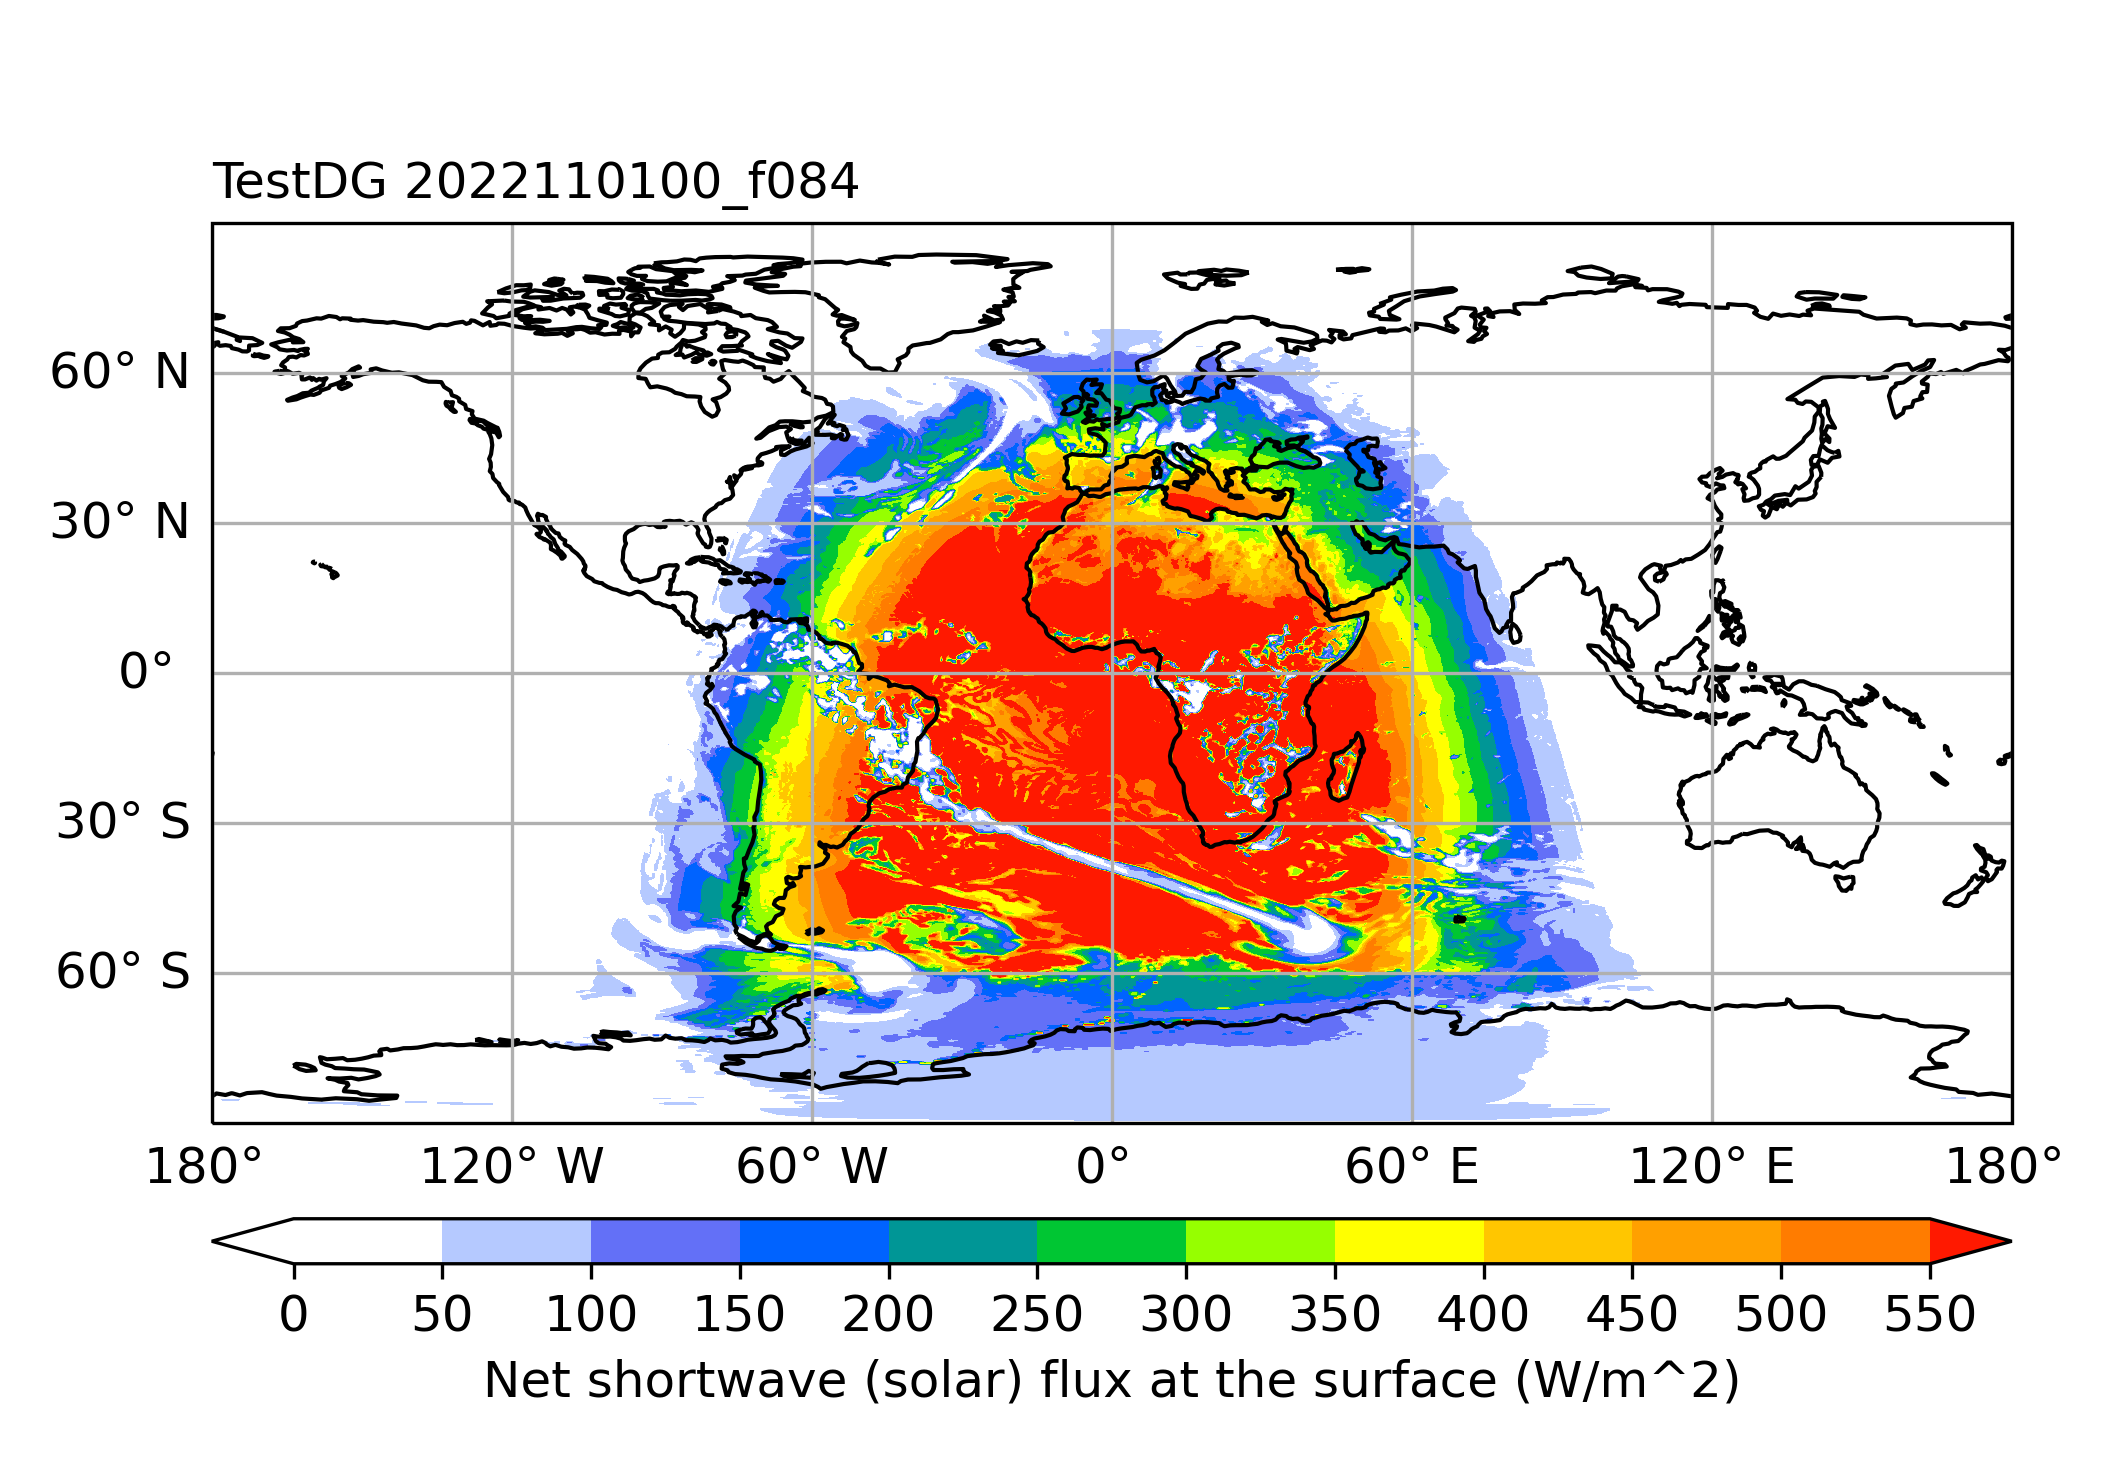 TestDG 2022110100_f084
60° N
30° N
0°
30° S
60° S
180° 120° W 60° W 0° 60° E 120° E 180°
0 50 100 150 200 250 300 350 400 450 500 550
Net shortwave (solar) flux at the surface (W/m^2)